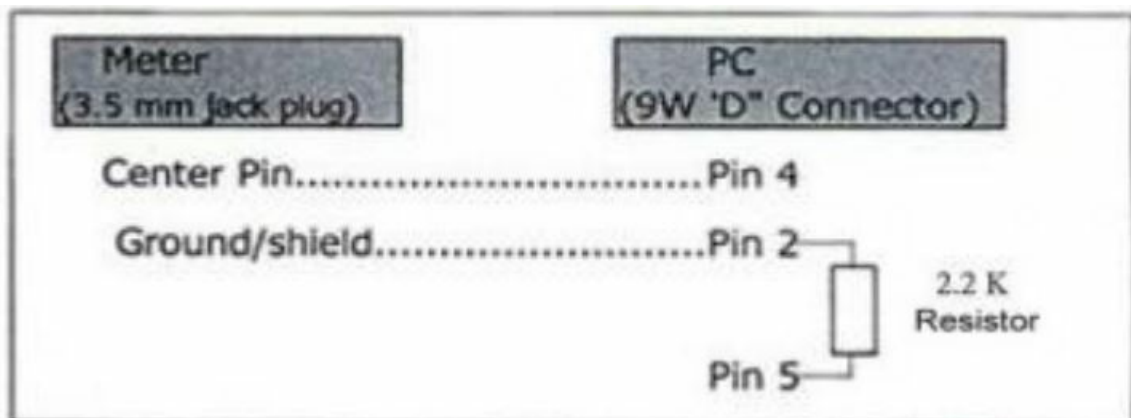 Meter
(3.5 mm jack plug)
PC
(9W 'D" Connector)
Center Pin................................Pin 4
Ground/shield..........................Pin 2
2.2 K
Resistor
Pin 5